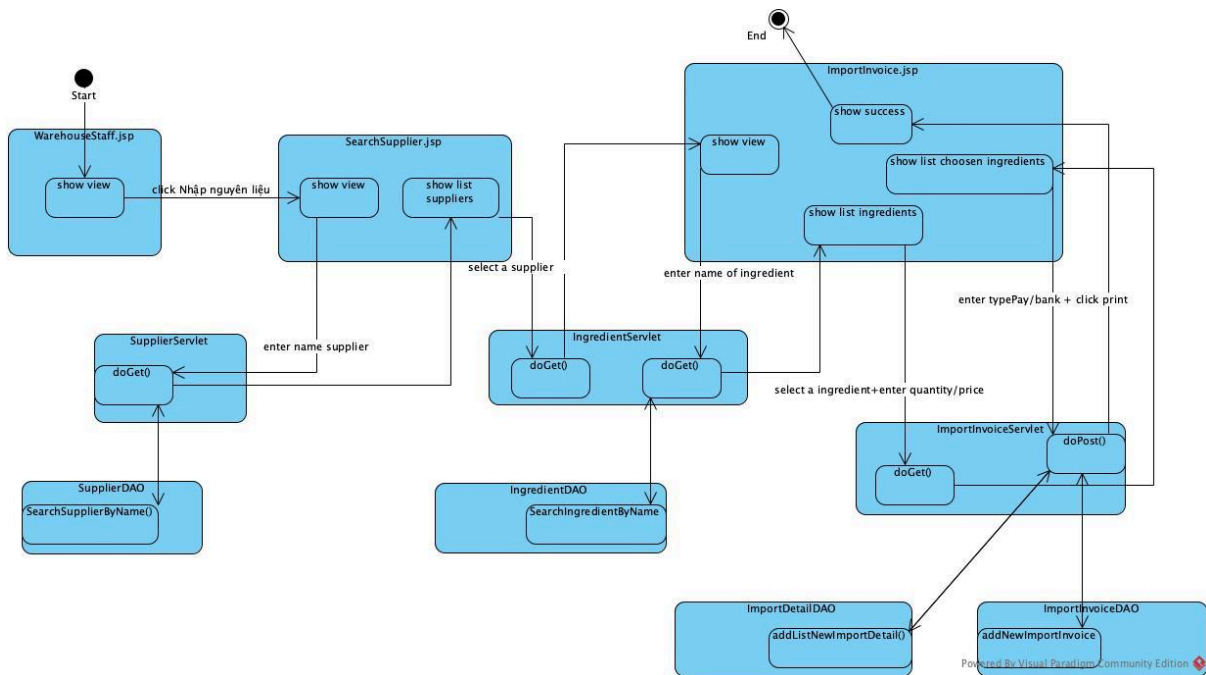 End
Start
ImportInvoice.jsp
show success
WarehouseStaff.jsp
show view
click Nhập nguyên liệu
SearchSupplier.jsp
show view
show list
suppliers
show view
show list choosen ingredients
show list ingredients
select a supplier
enter name of ingredient
enter typePay/bank + click print
SupplierServlet
doGet()
enter name supplier
IngredientServlet
doGet()
doGet()
select a ingredient+enter quantity/price
ImportInvoiceServlet
doPost()
doGet()
SupplierDAO
SearchSupplierByName()
IngredientDAO
SearchIngredientByName
ImportDetailDAO
addListNewImportDetail()
ImportInvoiceDAO
addNewImportInvoice
Powered By Visual Paradigm Community Edition